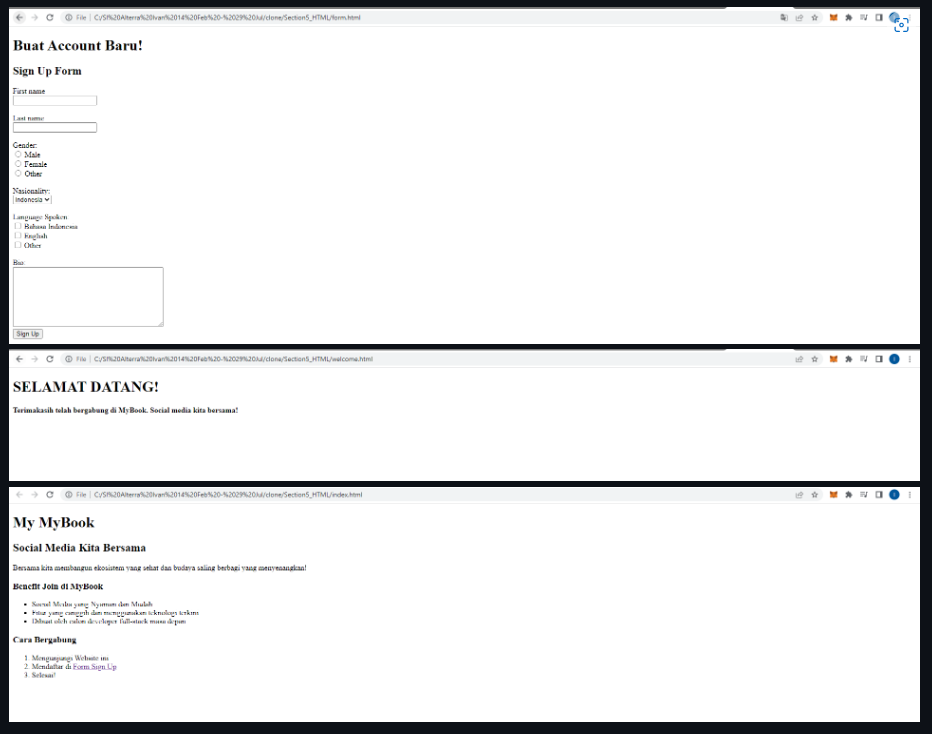 File | C:/SI%20Alterra%20Ivan%2014%20Feb%20-%2029%20Jul/clone/Section5_HTML/form.html
Buat Account Baru!
Sign Up Form
First name
Last name
Gender:
Male
Female
Other
Nasionality:
Indonesia
Language Spoken
Bahasa Indonesia
English
Other
Bio:
Sign Up
File | C:/SI%20Alterra%20Ivan%2014%20Feb%20-%2029%20Jul/clone/Section5_HTML/welcome.html
SELAMAT DATANG!
Terimakasih telah bergabung di MyBook. Social media kita bersama!
File | C:/SI%20Alterra%20Ivan%2014%20Feb%20-%2029%20Jul/clone/Section5_HTML/index.html
My MyBook
Social Media Kita Bersama
Bersama kita membangun ekosistem yang sehat dan budaya saling berbagi yang menyenangkan!
Benefit Join di MyBook
• Social Media yang Nyaman dan Mudah
• Fitur yang canggih dan menggunakan teknologi terkini
• Dibuat oleh calon developer full-stack masa depan
Cara Bergabung
1. Mengunjungi Website ini
2. Mendaftar di Form Sign Up
3. Selesai!